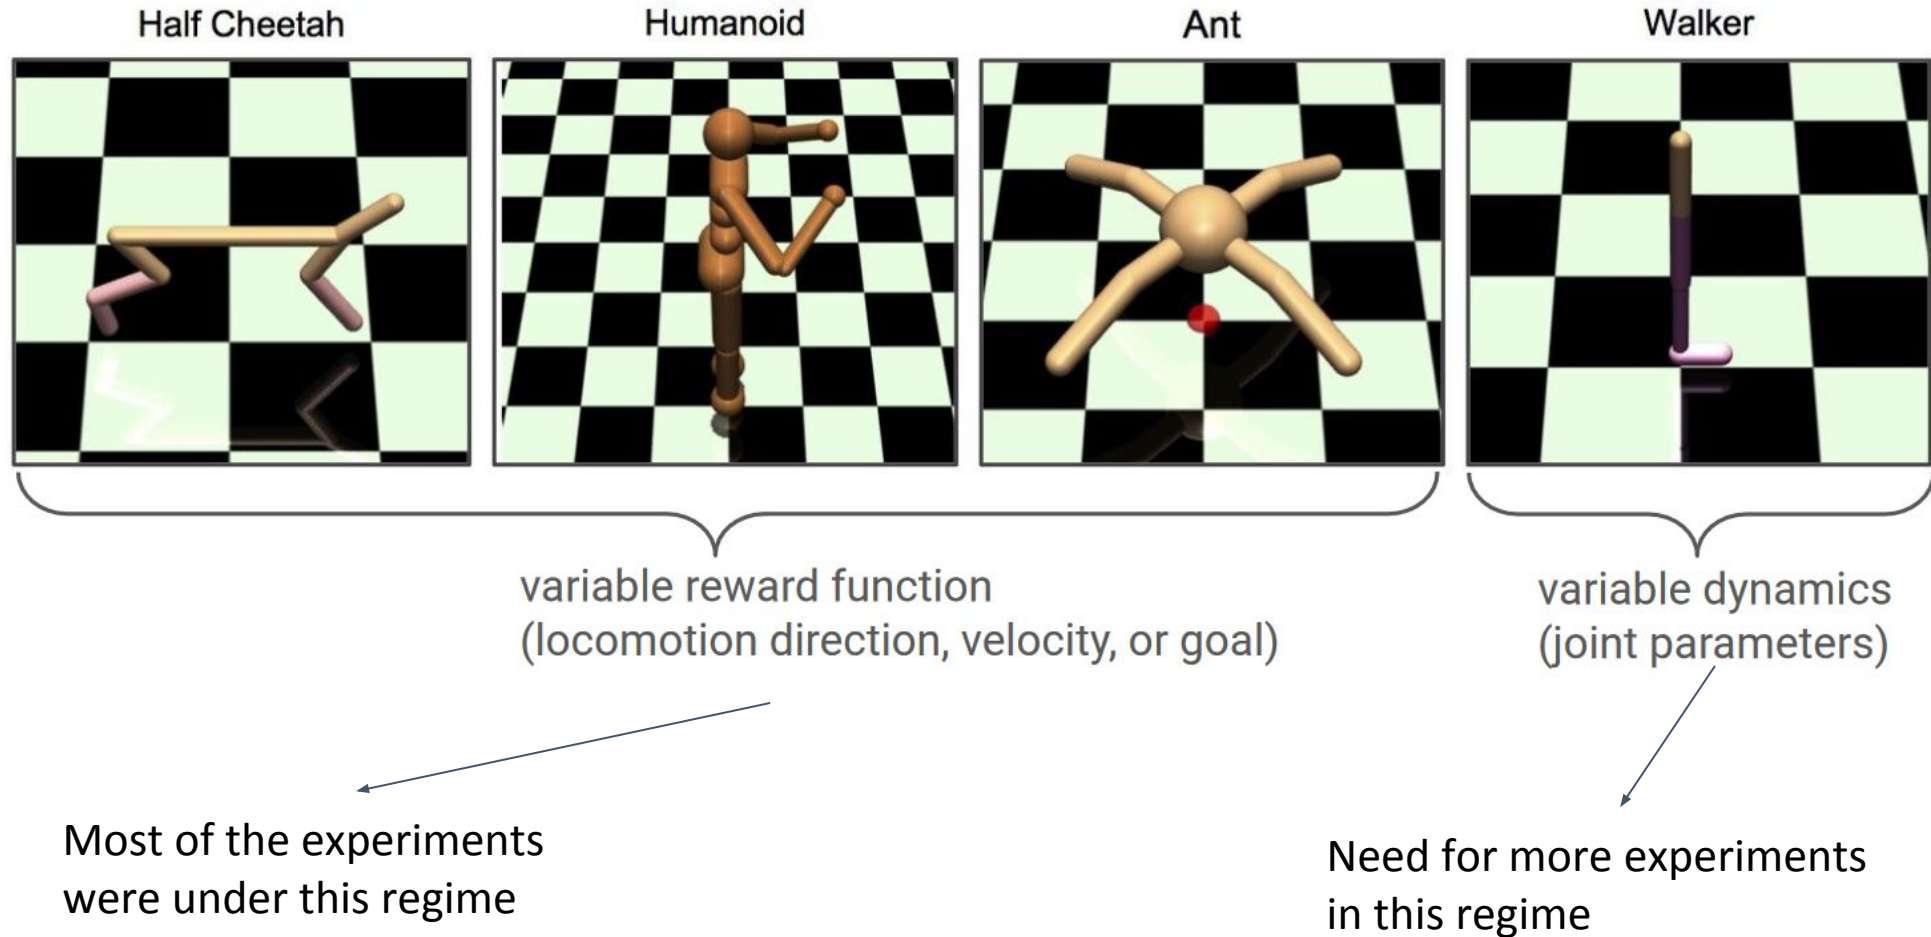 Half Cheetah
Humanoid
Ant
Walker
variable reward function
(locomotion direction, velocity, or goal)
variable dynamics
(joint parameters)
Most of the experiments
were under this regime
Need for more experiments
in this regime